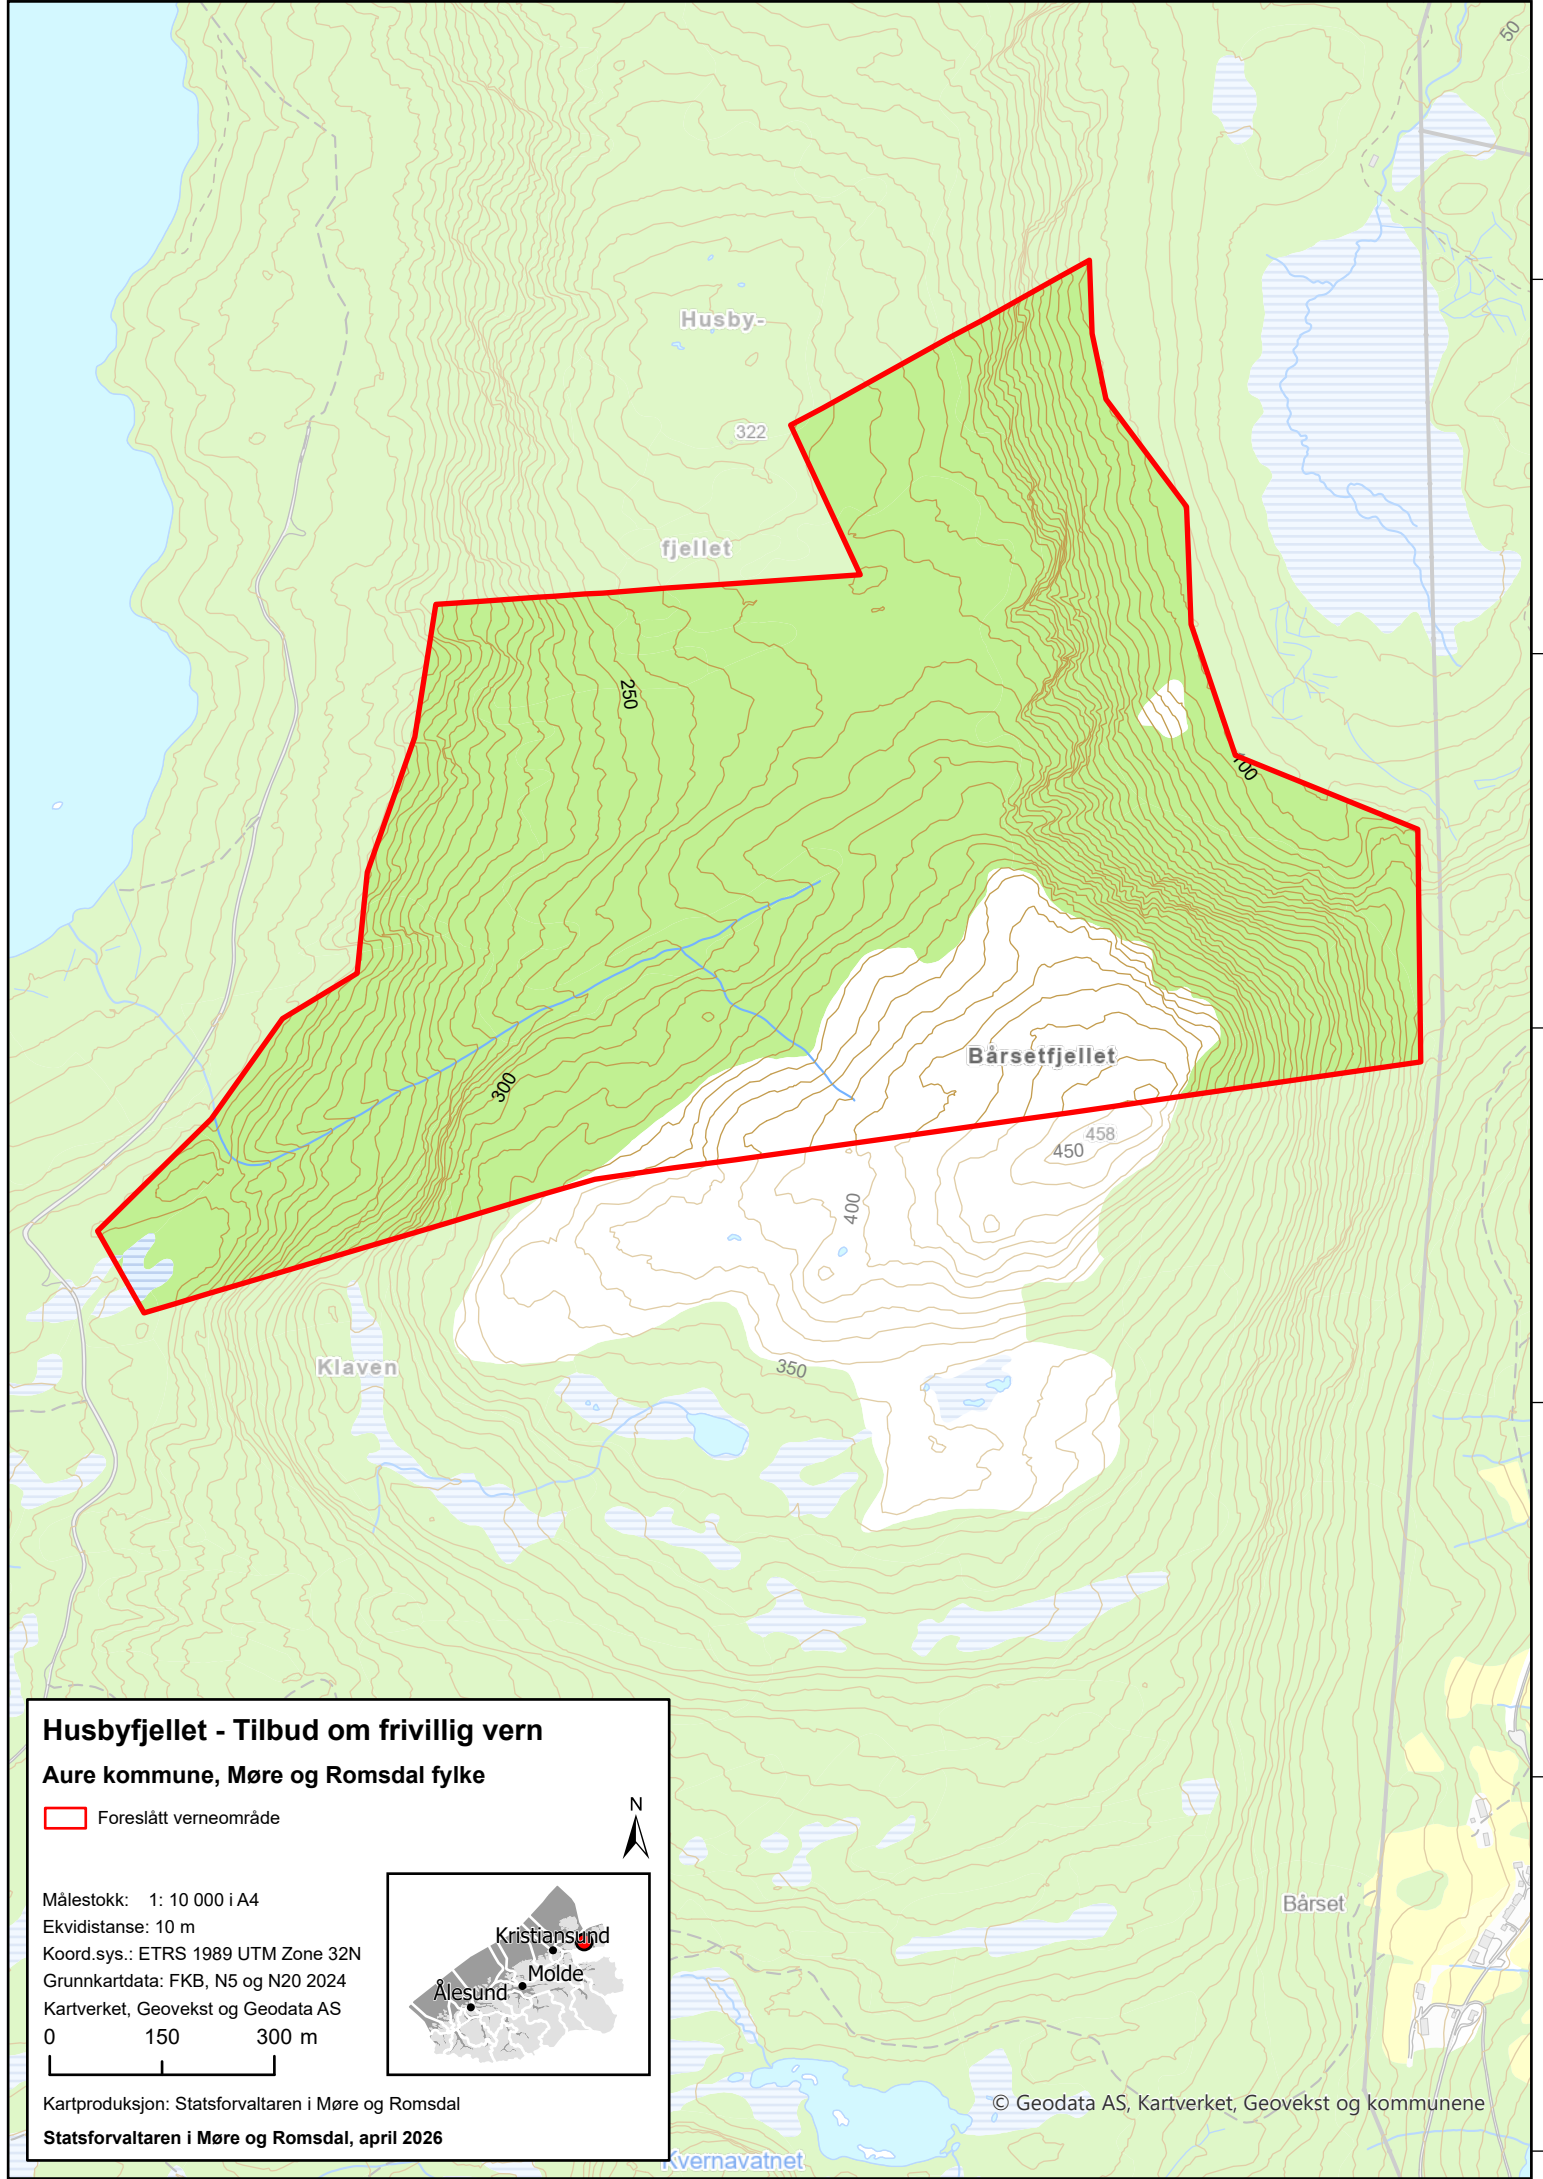 50
Husby-
322
fjellet
250
100
300
Bårsetfjellet
458
450
400
350
Klaven
Bårset
Kvernavatnet
Husbyfjellet - Tilbud om frivillig vern
Aure kommune, Møre og Romsdal fylke
Foreslått verneområde
N
Målestokk: 1: 10 000 i A4
Ekvidistanse: 10 m
Koord.sys.: ETRS 1989 UTM Zone 32N
Grunnkartdata: FKB, N5 og N20 2024
Kartverket, Geovekst og Geodata AS
0 150 300 m
Kristiansund
Molde
Ålesund
Kartproduksjon: Statsforvaltaren i Møre og Romsdal
Statsforvaltaren i Møre og Romsdal, april 2026
© Geodata AS, Kartverket, Geovekst og kommunene